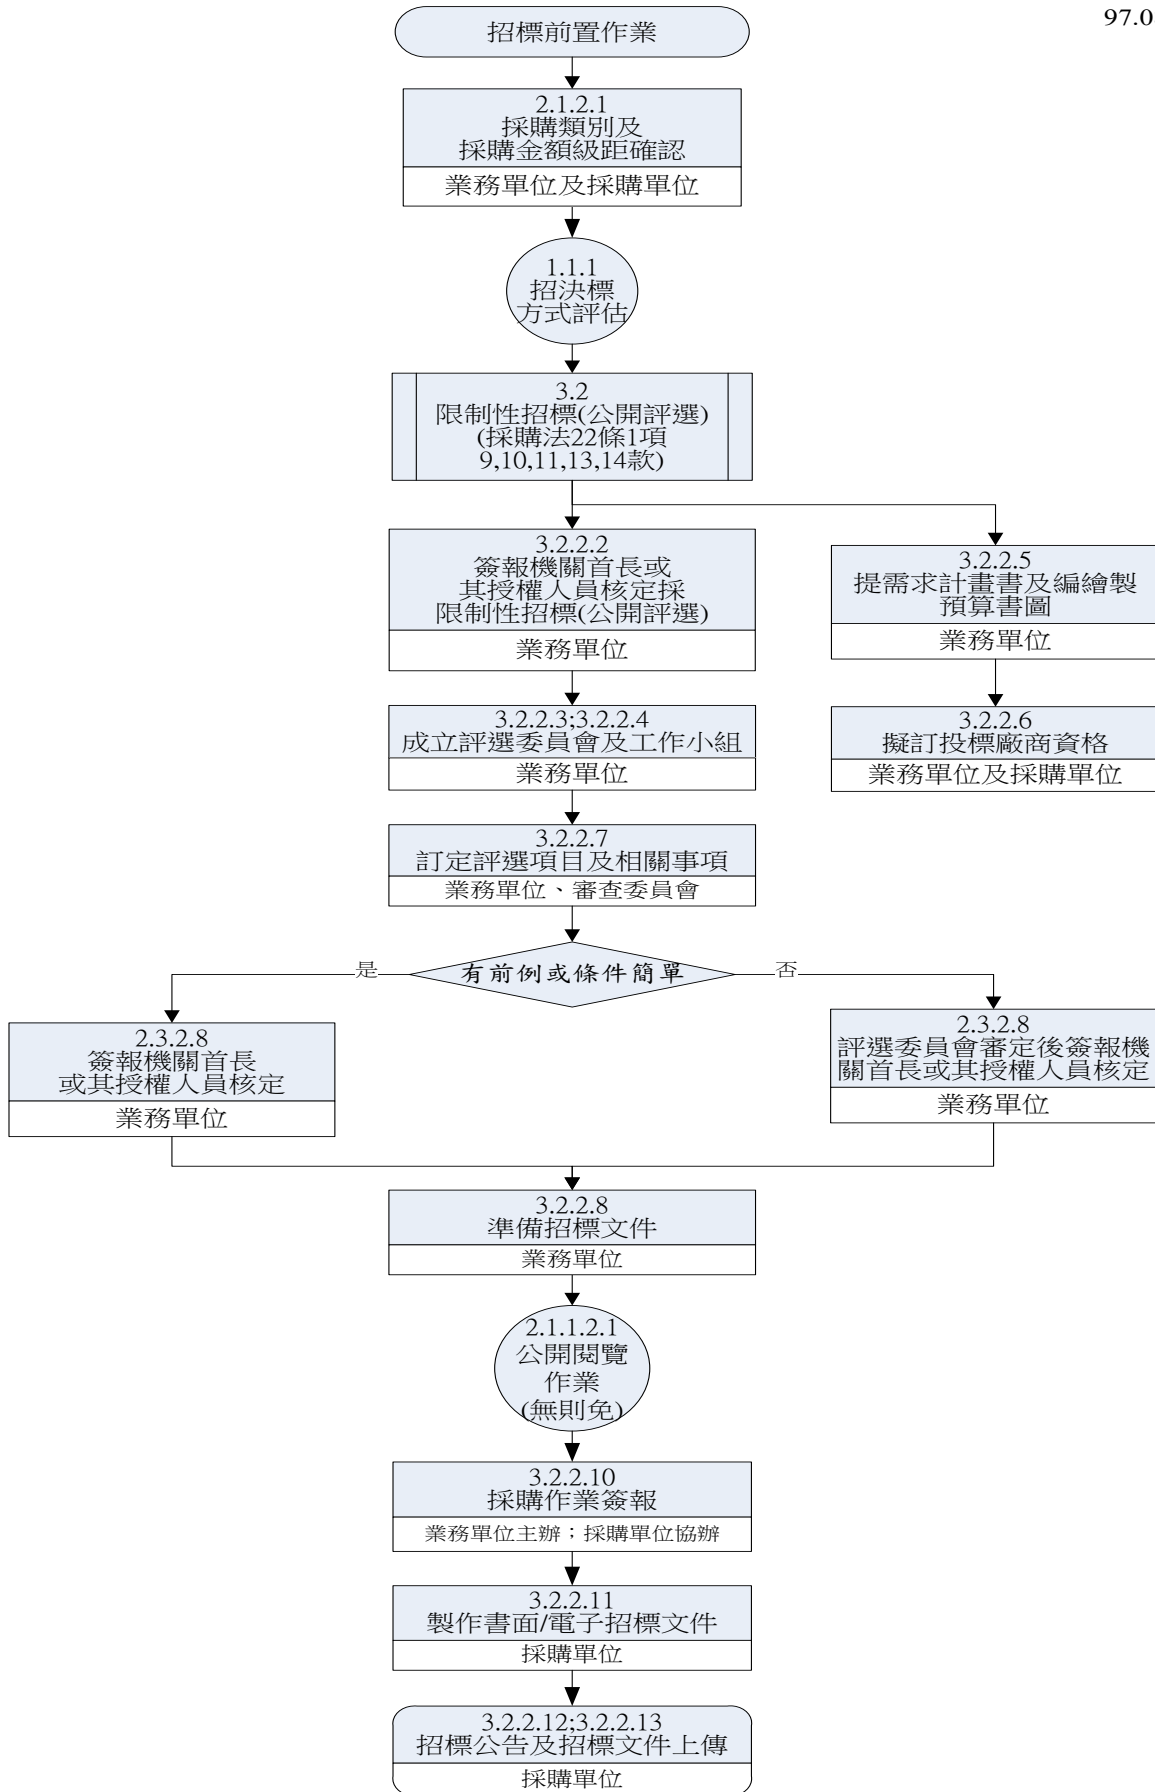 97.0
招標前置作業
2.1.2.1
採購類別及
採購金額級距確認
業務單位及採購單位
1.1.1
招決標
方式評估
3.2
限制性招標(公開評選)
(採購法22條1項
9,10,11,13,14款)
3.2.2.2
簽報機關首長或
其授權人員核定採
限制性招標(公開評選)
業務單位
3.2.2.5
提需求計畫書及編繪製
預算書圖
業務單位
3.2.2.3;3.2.2.4
成立評選委員會及工作小組
業務單位
3.2.2.6
擬訂投標廠商資格
業務單位及採購單位
3.2.2.7
訂定評選項目及相關事項
業務單位、審查委員會
有前例或條件簡單
是
否
2.3.2.8
簽報機關首長
或其授權人員核定
業務單位
2.3.2.8
評選委員會審定後簽報機
關首長或其授權人員核定
業務單位
3.2.2.8
準備招標文件
業務單位
2.1.1.2.1
公開閱覽
作業
(無則免)
3.2.2.10
採購作業簽報
業務單位主辦；採購單位協辦
3.2.2.11
製作書面/電子招標文件
採購單位
3.2.2.12;3.2.2.13
招標公告及招標文件上傳
採購單位